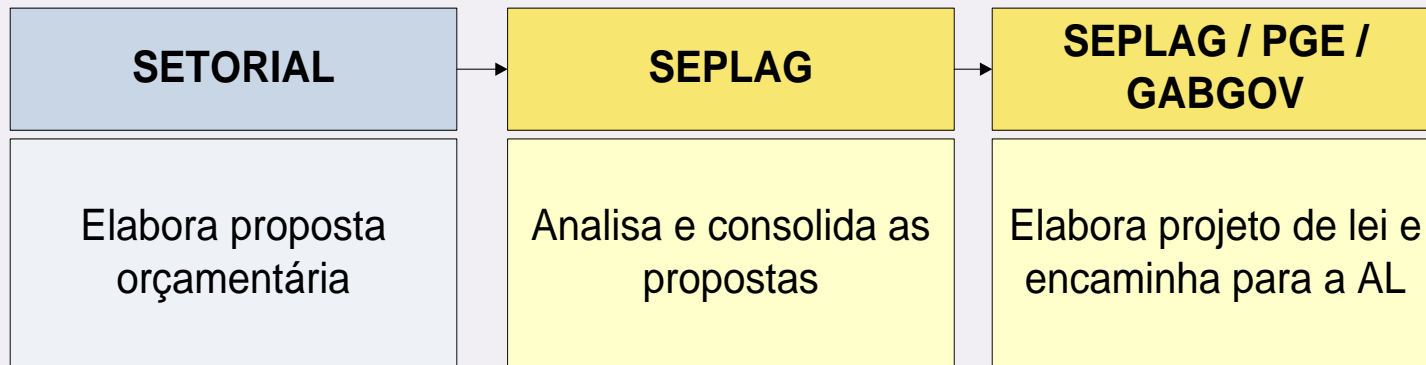 SETORIAL
SEPLAG
SEPLAG / PGE /
GABGOV
Elabora proposta
orçamentária
Analisa e consolida as
propostas
Elabora projeto de lei e
encaminha para a AL